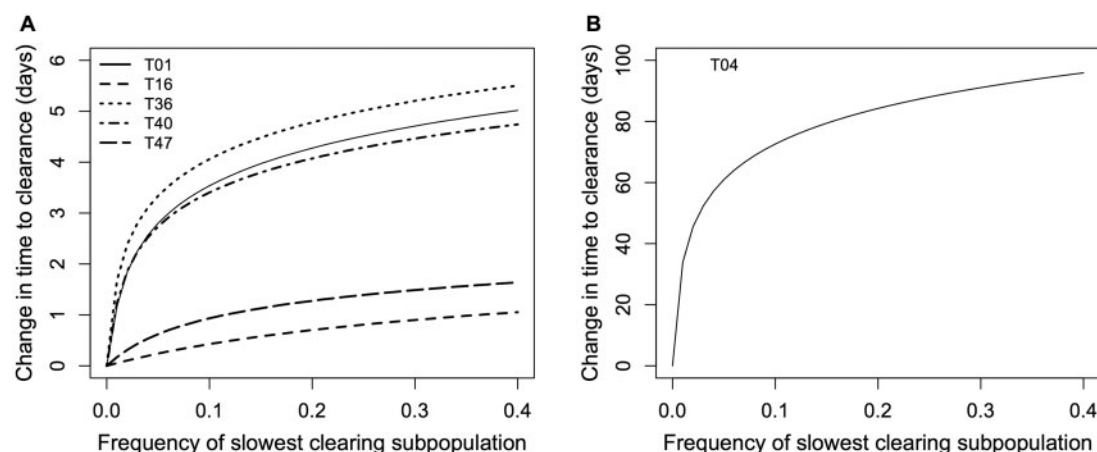 A
Change in time to clearance (days)
6
5
4
3
2
1
0
T01
T16
T36
T40
T47
0.0 0.1 0.2 0.3 0.4
Frequency of slowest clearing subpopulation
B
Change in time to clearance (days)
100
80
60
40
20
0
T04
0.0 0.1 0.2 0.3 0.4
Frequency of slowest clearing subpopulation